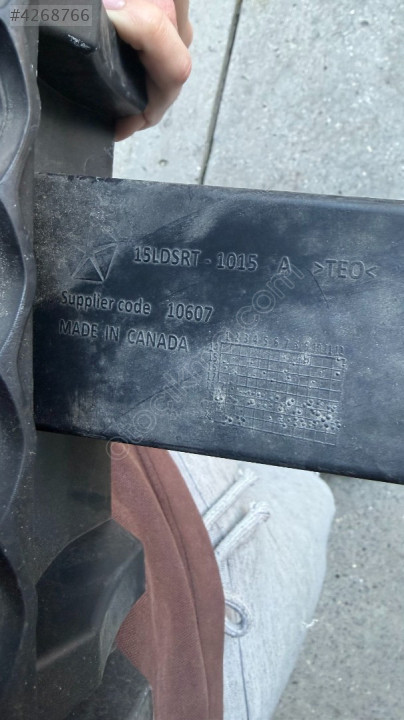 #4268766
15LDSRT - 1015 A >TEO<
Supplier code 10607
MADE IN CANADA